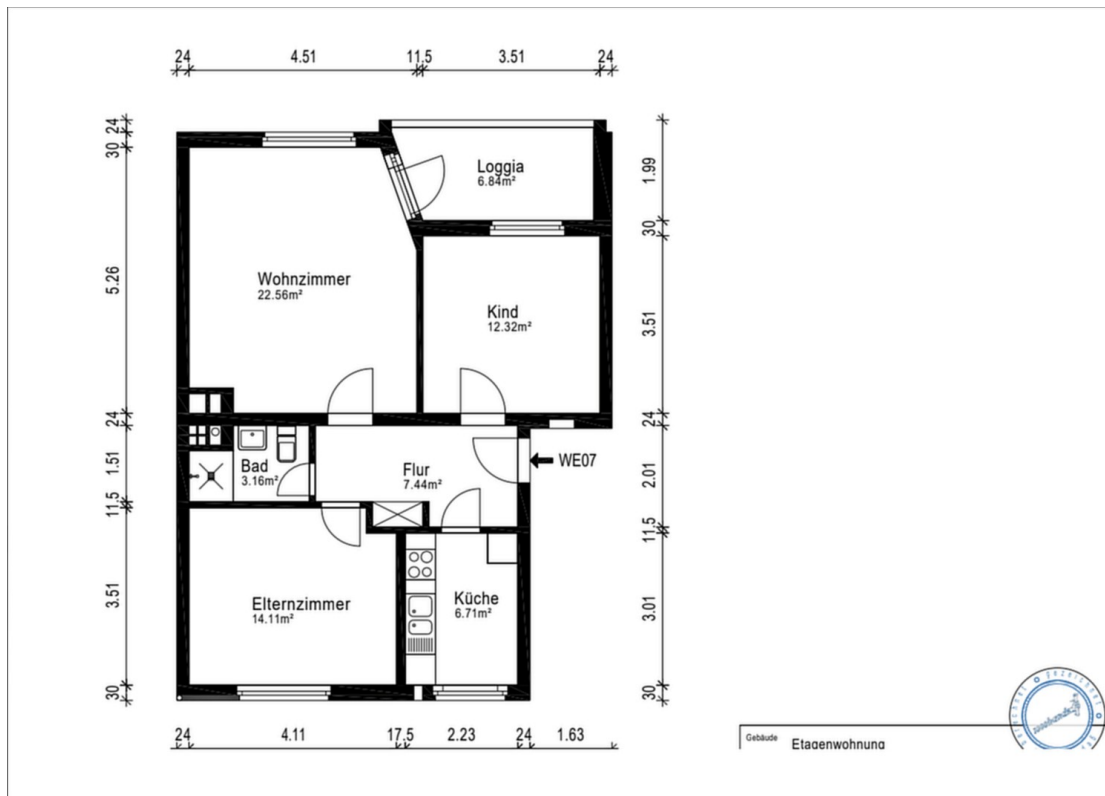 24 4.51 11.5 3.51 24
24
30
5.26
24
1.51
11.5
3.51
30
Loggia
6.84m²
Wohnzimmer
22.56m²
Kind
12.32m²
Bad
3.16m²
Flur
7.44m²
WE07
Elternzimmer
14.11m²
Küche
6.71m²
1.99
30
3.51
24
2.01
11.5
3.01
30
24 4.11 17.5 2.23 24 1.63
Gebäude Etagenwohnung
gezeichnet